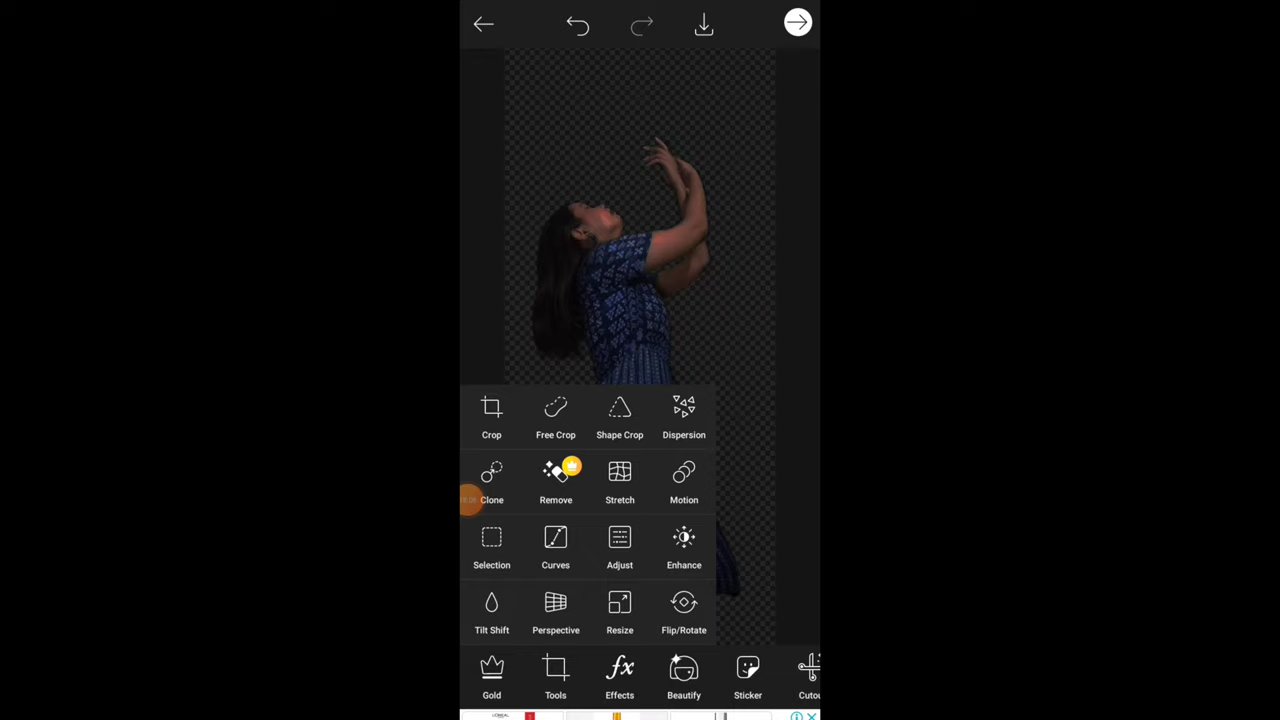 Crop Free Crop Shape Crop Dispersion
Clone Remove Stretch Motion
Selection Curves Adjust Enhance
Tilt Shift Perspective Resize Flip/Rotate
Gold Tools Effects Beautify Sticker Cutou